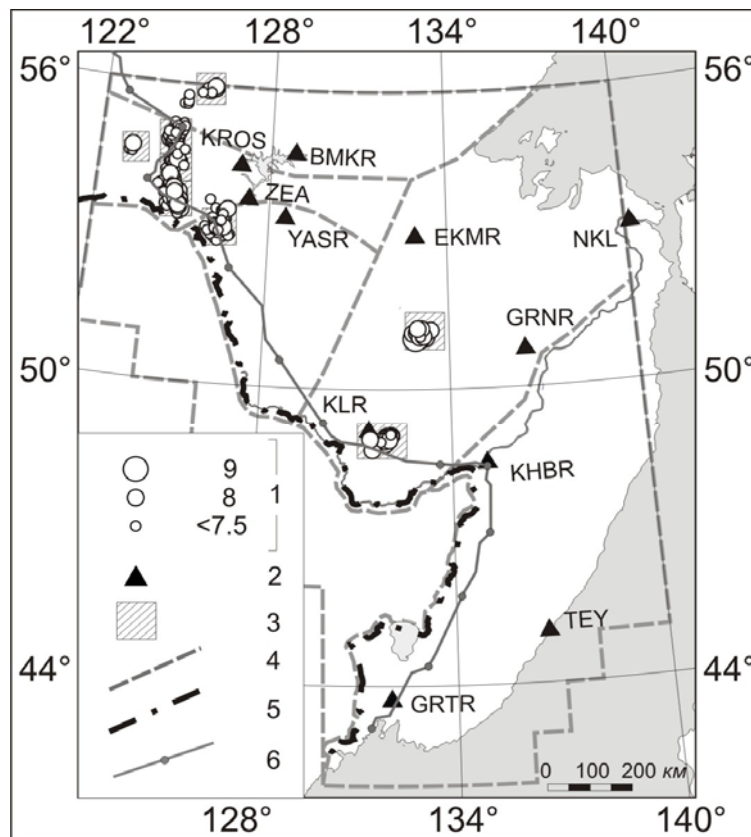 122° 128° 134° 140°
56° 56°
KROS
BMKR
ZEA
YASR
EKMR
NKL
GRNR
50° 50°
KLR
KHBR
9
8 1
<7.5
2
3
TEY
4
44° 44°
5
GRTR
6
0 100 200 км
128° 134° 140°